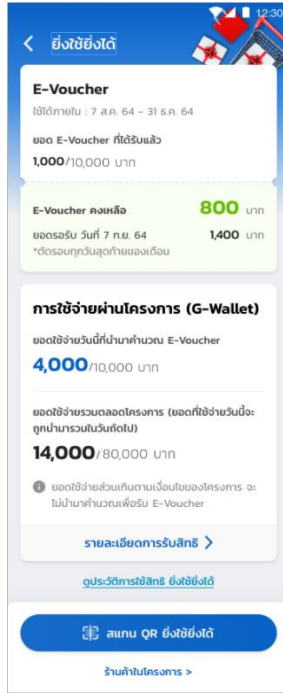 12:30
ยิ่งใช้ยิ่งได้
E-Voucher
ใช้ได้ภายใน : 7 ส.ค. 64 - 31 ธ.ค. 64
ยอด E-Voucher ที่ได้รับแล้ว
1,000/10,000 บาท
E-Voucher คงเหลือ 800 บาท
ยอดรอรับ วันที่ 7 ก.ย. 64 1,400 บาท
*ตัดรอบทุกวันสุดท้ายของเดือน
การใช้จ่ายผ่านโครงการ (G-Wallet)
ยอดใช้จ่ายวันนี้ที่นำมาคำนวณ E-Voucher
4,000/10,000 บาท
ยอดใช้จ่ายรวมตลอดโครงการ (ยอดที่ใช้จ่ายวันนี้จะ
ถูกนำมารวมในวันถัดไป)
14,000/80,000 บาท
ยอดใช้จ่ายส่วนเกินตามเงื่อนไขของโครงการ จะ
ไม่นำมาคำนวณเพื่อรับ E-Voucher
รายละเอียดการรับสิทธิ >
ดูประวัติการใช้สิทธิ ยิ่งใช้ยิ่งได้
สแกน QR ยิ่งใช้ยิ่งได้
ร้านค้าในโครงการ >